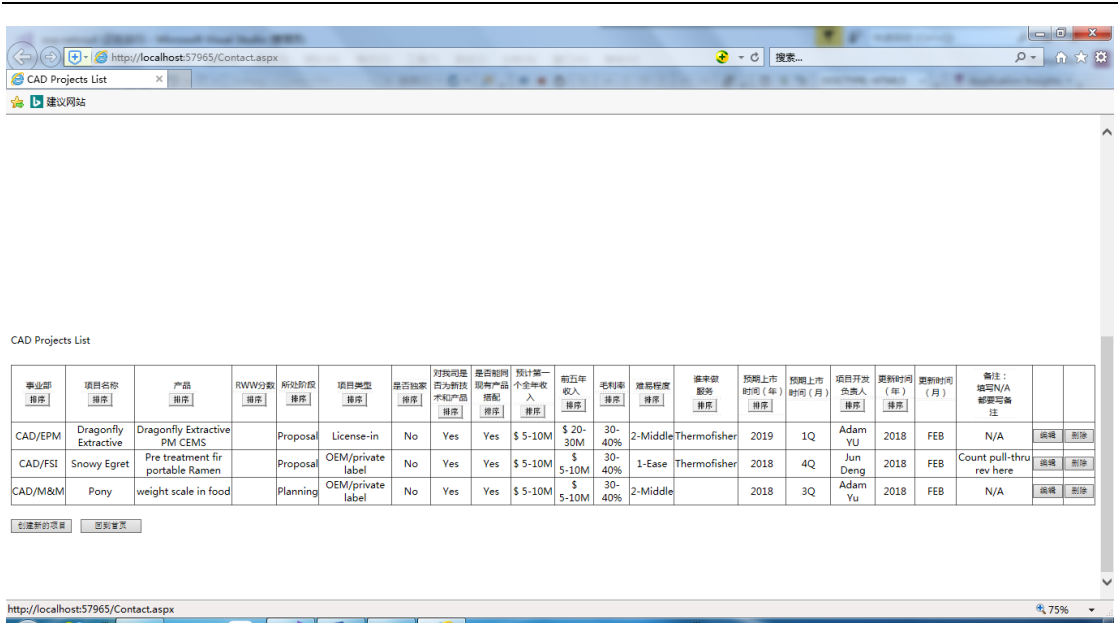 http://localhost:57965/Contact.aspx
搜索...
CAD Projects List
建议网站
CAD Projects List
事业部 排序
项目名称 排序
产品 排序
RWW分数 排序
所处阶段 排序
项目类型 排序
是否独家 排序
对我司是否为新技术和产品 排序
是否能同现有产品搭配 排序
预计第一个全年收入 排序
前五年收入 排序
毛利率 排序
难易程度 排序
谁来做服务 排序
预期上市时间(年) 排序
预期上市时间(月)
项目开发负责人 排序
更新时间(年) 排序
更新时间(月)
备注:填写N/A都要写备注
CAD/EPM Dragonfly Extractive Dragonfly Extractive PM CEMS Proposal License-in No Yes Yes $ 5-10M $ 20-30M 30-40% 2-Middle Thermofisher 2019 1Q Adam YU 2018 FEB N/A 编辑 删除
CAD/FSI Snowy Egret Pre treatment fir portable Ramen Proposal OEM/private label No Yes Yes $ 5-10M $ 5-10M 30-40% 1-Ease Thermofisher 2018 4Q Jun Deng 2018 FEB Count pull-thru rev here 编辑 删除
CAD/M&M Pony weight scale in food Planning OEM/private label No Yes Yes $ 5-10M $ 5-10M 30-40% 2-Middle 2018 3Q Adam Yu 2018 FEB N/A 编辑 删除
创建新的项目 回到首页
http://localhost:57965/Contact.aspx
75%